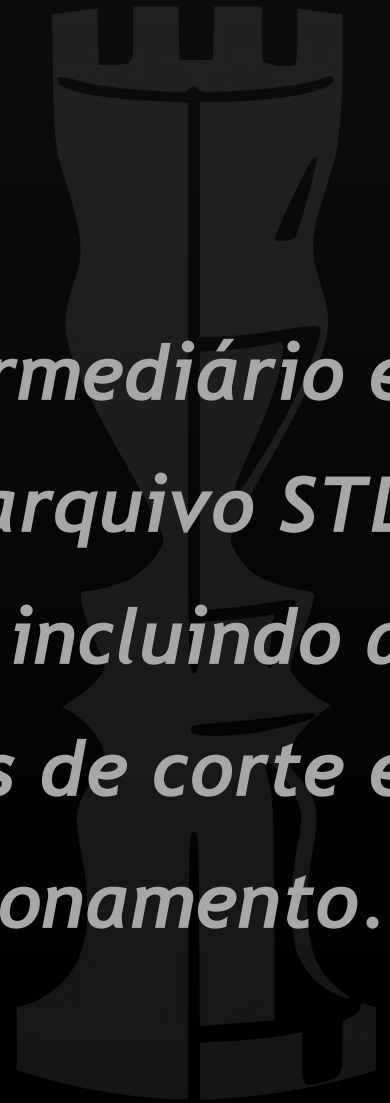 rmediário e
arquivo STL
incluindo
s de corte e
onamento.